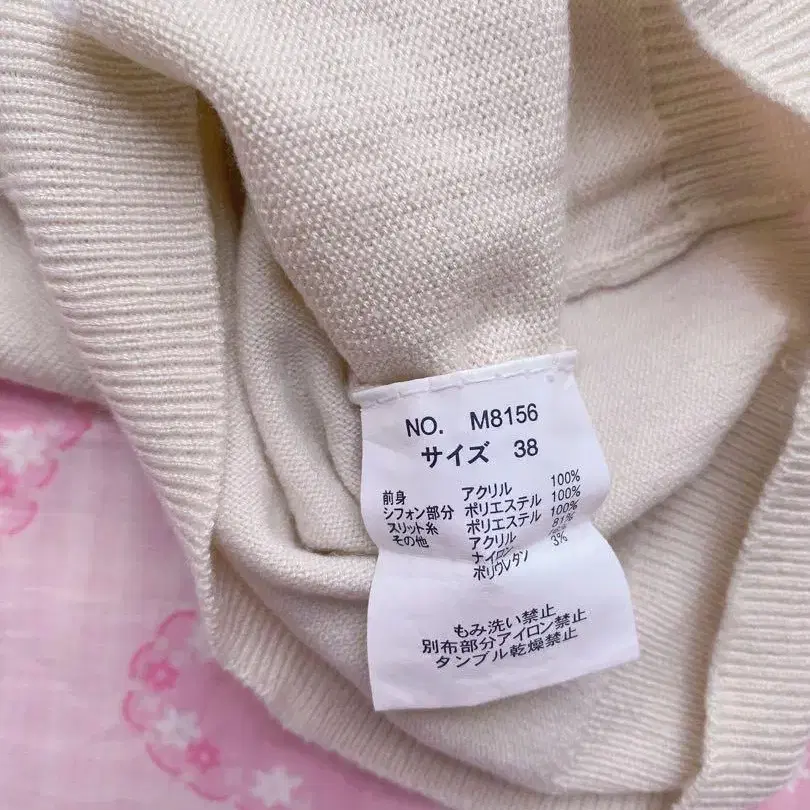 NO. M8156
サイズ 38
前身 アクリル 100%
シフォン部分 ポリエステル 100%
スリット糸 ポリエステル 100%
その他 アクリル 81%
ナイロン
ポリウレタン 3%
もみ洗い禁止
別布部分アイロン禁止
タンブル乾燥禁止